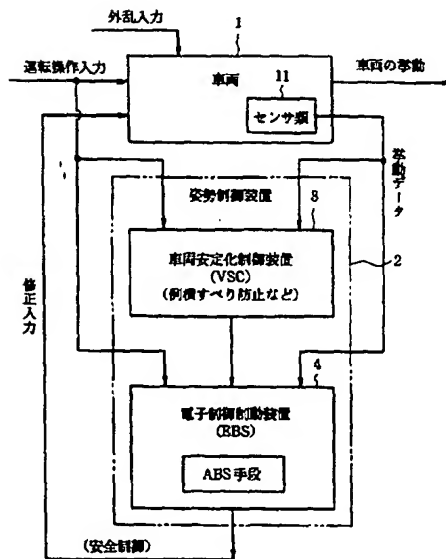 外乱入力
1
運転操作入力
車両
車両の挙動
11
センサ類
挙動データ
姿勢制御装置
3
車両安定化制御装置
(VSC)
(例横すべり防止など)
2
修正入力
4
電子制御制動装置
(EBS)
ABS手段
(安全制御)